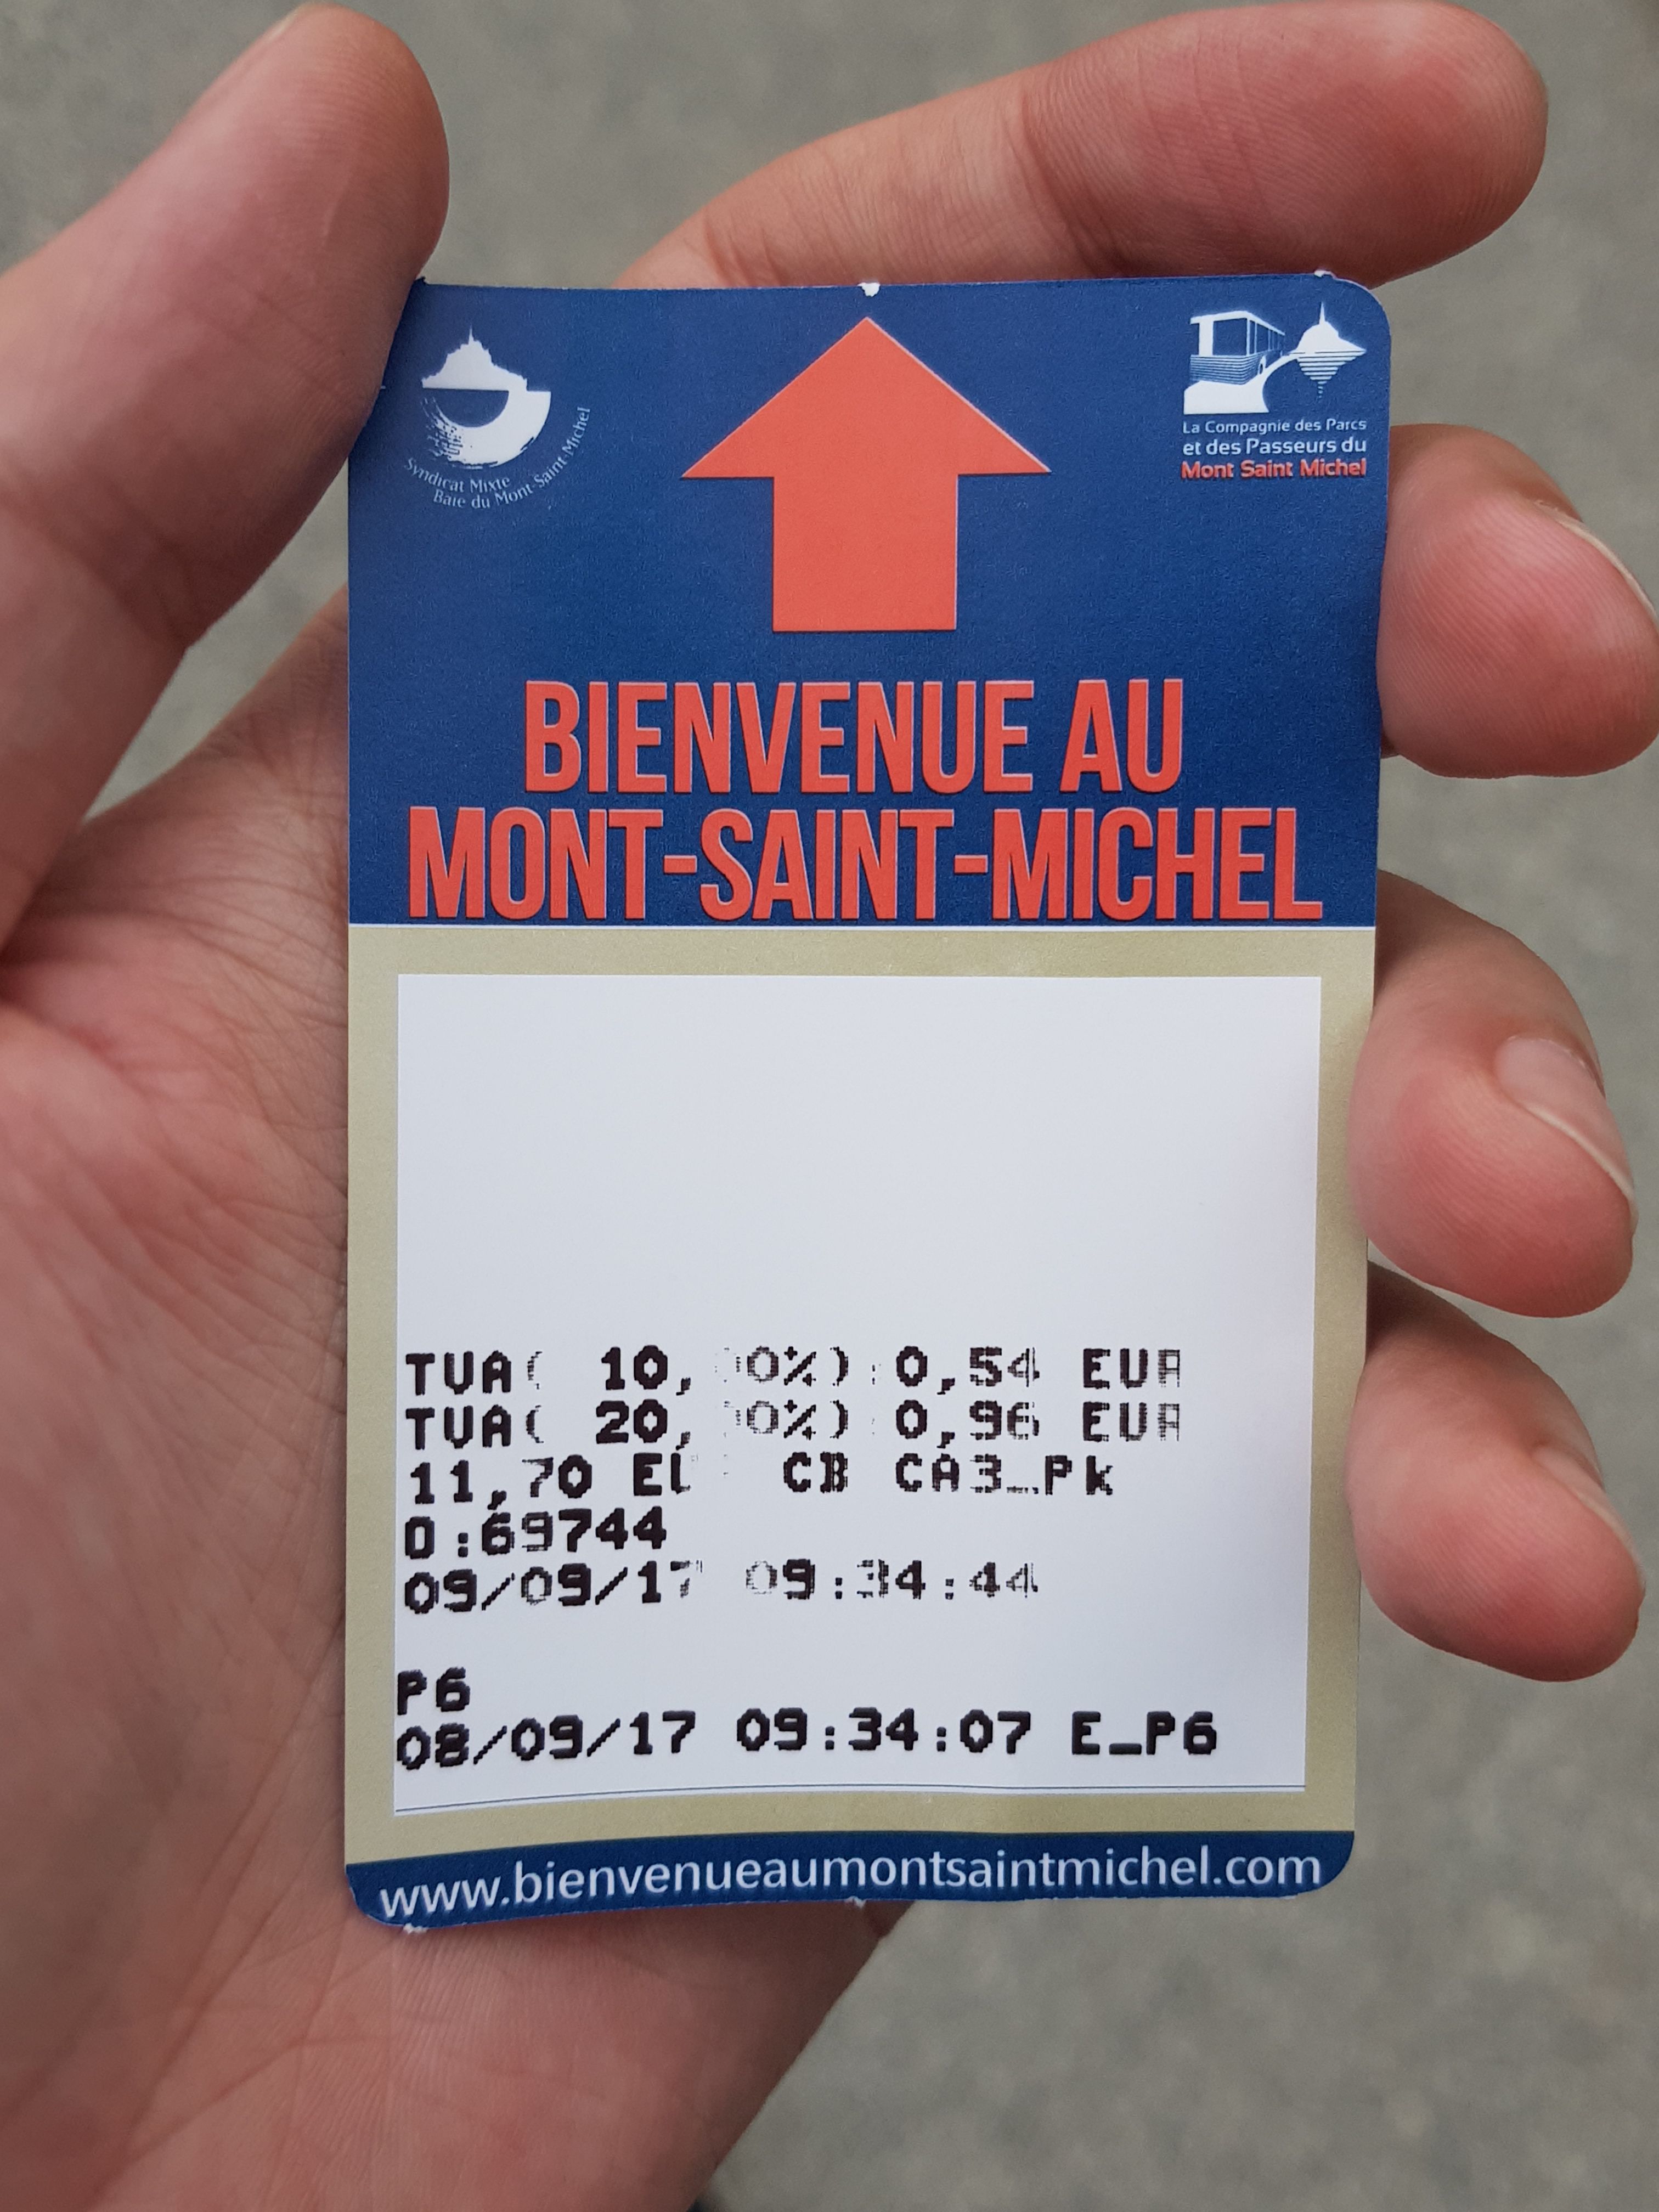 Syndicat Mixte
Baie du Mont-Saint-Michel
La Compagnie des Parcs
et des Passeurs du
Mont Saint Michel
BIENVENUE AU
MONT-SAINT-MICHEL
TVA( 10,00%):0,54 EUR
TVA( 20,00%):0,96 EUR
11,70 EU CB CA3_Pk
0:69744
09/09/17 09:34:44
P6
08/09/17 09:34:07 E_P6
www.bienvenueaumontsaintmichel.com